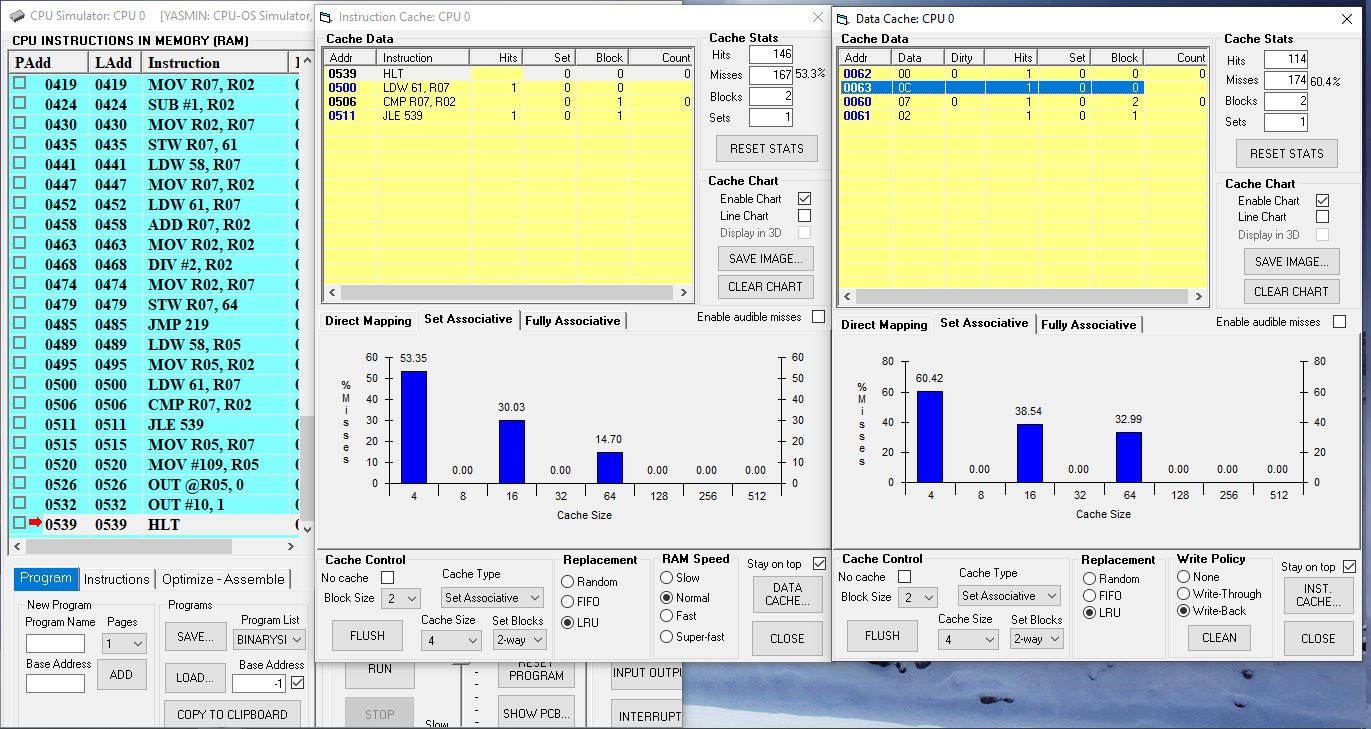 CPU Simulator: CPU 0 [YASMIN: CPU-OS Simulator,
CPU INSTRUCTIONS IN MEMORY (RAM)
PAdd LAdd Instruction
0419 0419 MOV R07, R02
0424 0424 SUB #1, R02
0430 0430 MOV R02, R07
0435 0435 STW R07, 61
0441 0441 LDW 58, R07
0447 0447 MOV R07, R02
0452 0452 LDW 61, R07
0458 0458 ADD R07, R02
0463 0463 MOV R02, R02
0468 0468 DIV #2, R02
0474 0474 MOV R02, R07
0479 0479 STW R07, 64
0485 0485 JMP 219
0489 0489 LDW 58, R05
0495 0495 MOV R05, R02
0500 0500 LDW 61, R07
0506 0506 CMP R07, R02
0511 0511 JLE 539
0515 0515 MOV R05, R07
0520 0520 MOV #109, R05
0526 0526 OUT @R05, 0
0532 0532 OUT #10, 1
0539 0539 HLT
Program Instructions Optimize - Assemble
New Program
Program Name Pages
1
Base Address
ADD
Programs
Program List
SAVE... BINARYSI
Base Address
LOAD... -1
COPY TO CLIPBOARD
RUN
STOP
Slow
RESET
PROGRAM
SHOW PCB...
INPUT OUTPU
INTERRUPT
Instruction Cache: CPU 0
Cache Data
Addr Instruction Hits Set Block Count
0539 HLT 0 0 0
0500 LDW 61, R07 1 0 0
0506 CMP R07, R02 0 1 0
0511 JLE 539 1 0 1
Cache Stats
Hits 146
Misses 167 53.3%
Blocks 2
Sets 1
RESET STATS
Cache Chart
Enable Chart
Line Chart
Display in 3D
SAVE IMAGE...
CLEAR CHART
Enable audible misses
Direct Mapping Set Associative Fully Associative
% Misses
60
50
40
30
20
10
0
53.35
0.00
30.03
0.00
14.70
0.00
0.00
0.00
60
50
40
30
20
10
0
4 8 16 32 64 128 256 512
Cache Size
Cache Control
No cache
Block Size 2
FLUSH
Cache Type
Set Associative
Cache Size Set Blocks
4 2-way
Replacement
Random
FIFO
LRU
RAM Speed
Slow
Normal
Fast
Super-fast
Stay on top
DATA
CACHE...
CLOSE
Data Cache: CPU 0
Cache Data
Addr Data Dirty Hits Set Block Count
0062 00 0 1 0 0 0
0063 0C 1 0 0
0060 07 0 1 0 2 0
0061 02 1 0 1
Cache Stats
Hits 114
Misses 174 60.4%
Blocks 2
Sets 1
RESET STATS
Cache Chart
Enable Chart
Line Chart
Display in 3D
SAVE IMAGE...
CLEAR CHART
Enable audible misses
Direct Mapping Set Associative Fully Associative
% Misses
80
60
40
20
0
60.42
0.00
38.54
0.00
32.99
0.00
0.00
0.00
80
60
40
20
0
4 8 16 32 64 128 256 512
Cache Size
Cache Control
No cache
Block Size 2
FLUSH
Cache Type
Set Associative
Cache Size Set Blocks
4 2-way
Replacement
Random
FIFO
LRU
Write Policy
None
Write-Through
Write-Back
CLEAN
Stay on top
INST.
CACHE...
CLOSE